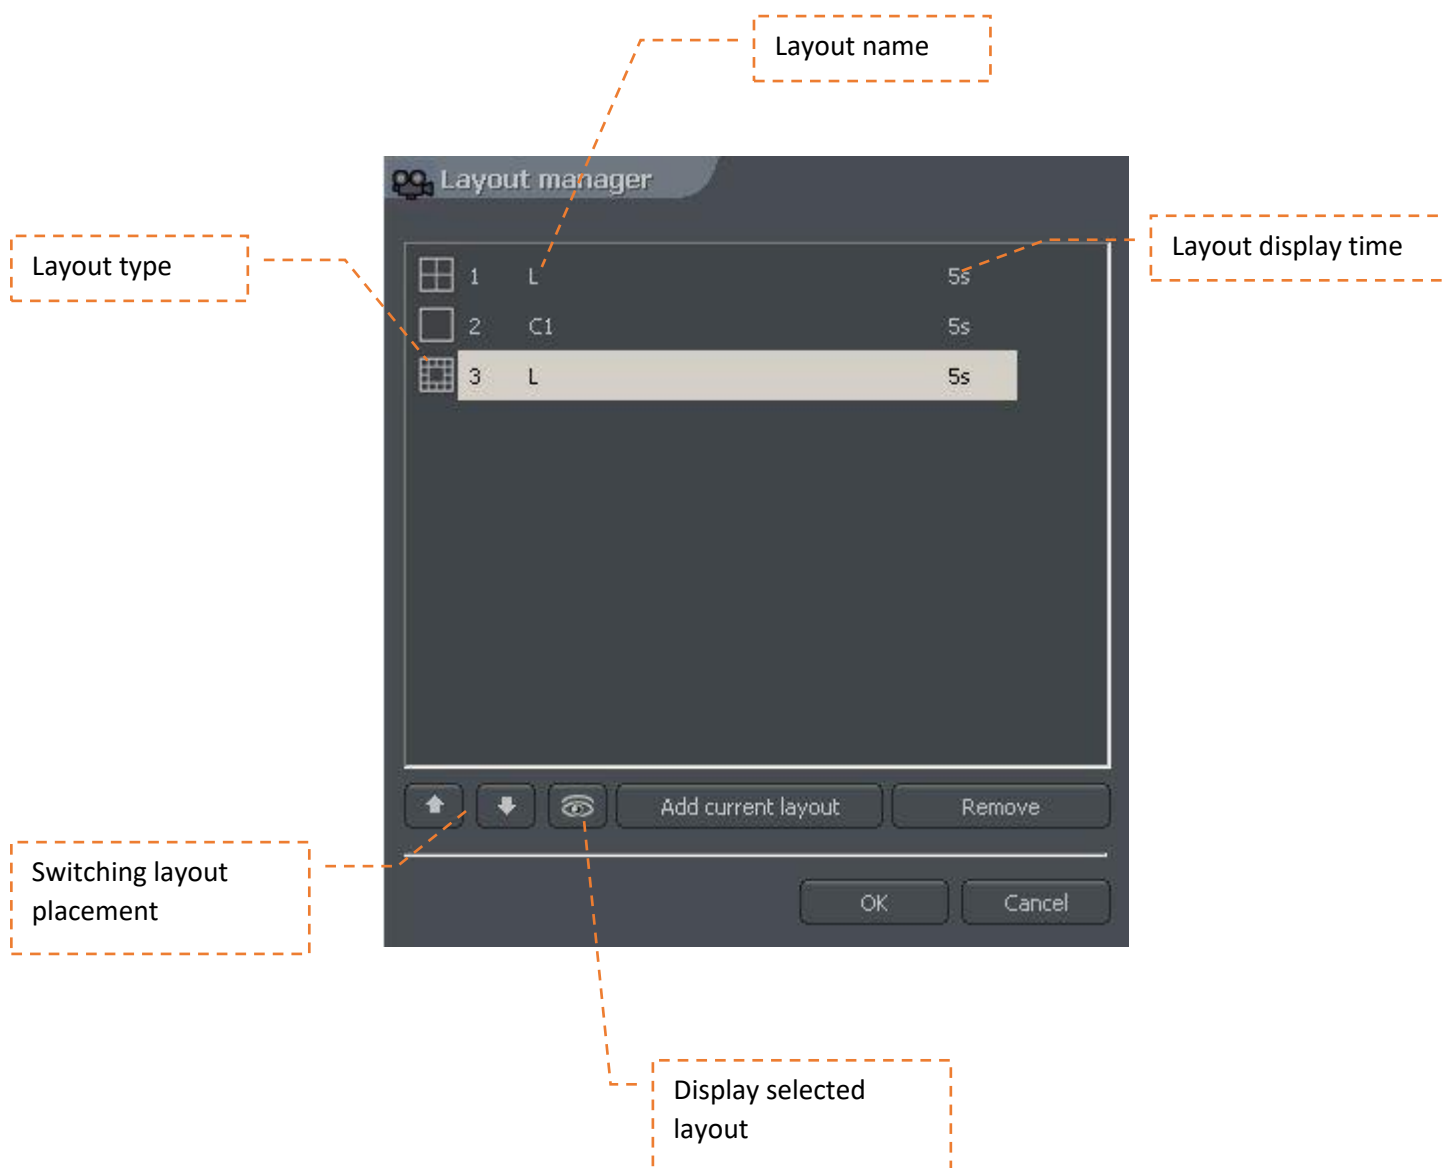 Layout name
Layout manager
Layout display time
Layout type
1 L 5s
2 C1 5s
3 L 5s
Add current layout
Remove
Switching layout
placement
OK
Cancel
Display selected
layout